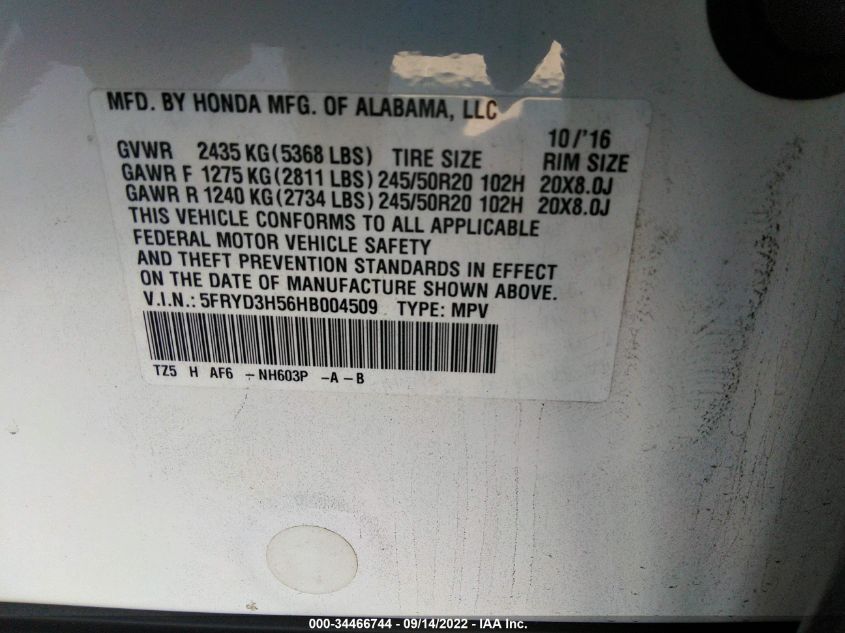 MFD. BY HONDA MFG. OF ALABAMA, LLC
10/'16
GVWR 2435 KG (5368 LBS) TIRE SIZE RIM SIZE
GAWR F 1275 KG (2811 LBS) 245/50R20 102H 20X8.0J
GAWR R 1240 KG (2734 LBS) 245/50R20 102H 20X8.0J
THIS VEHICLE CONFORMS TO ALL APPLICABLE
FEDERAL MOTOR VEHICLE SAFETY
AND THEFT PREVENTION STANDARDS IN EFFECT
ON THE DATE OF MANUFACTURE SHOWN ABOVE.
V.I.N.: 5FRYD3H56HB004509 TYPE: MPV
TZ5 H AF6 - NH603P -A-B
000-34466744 - 09/14/2022 - IAA Inc.